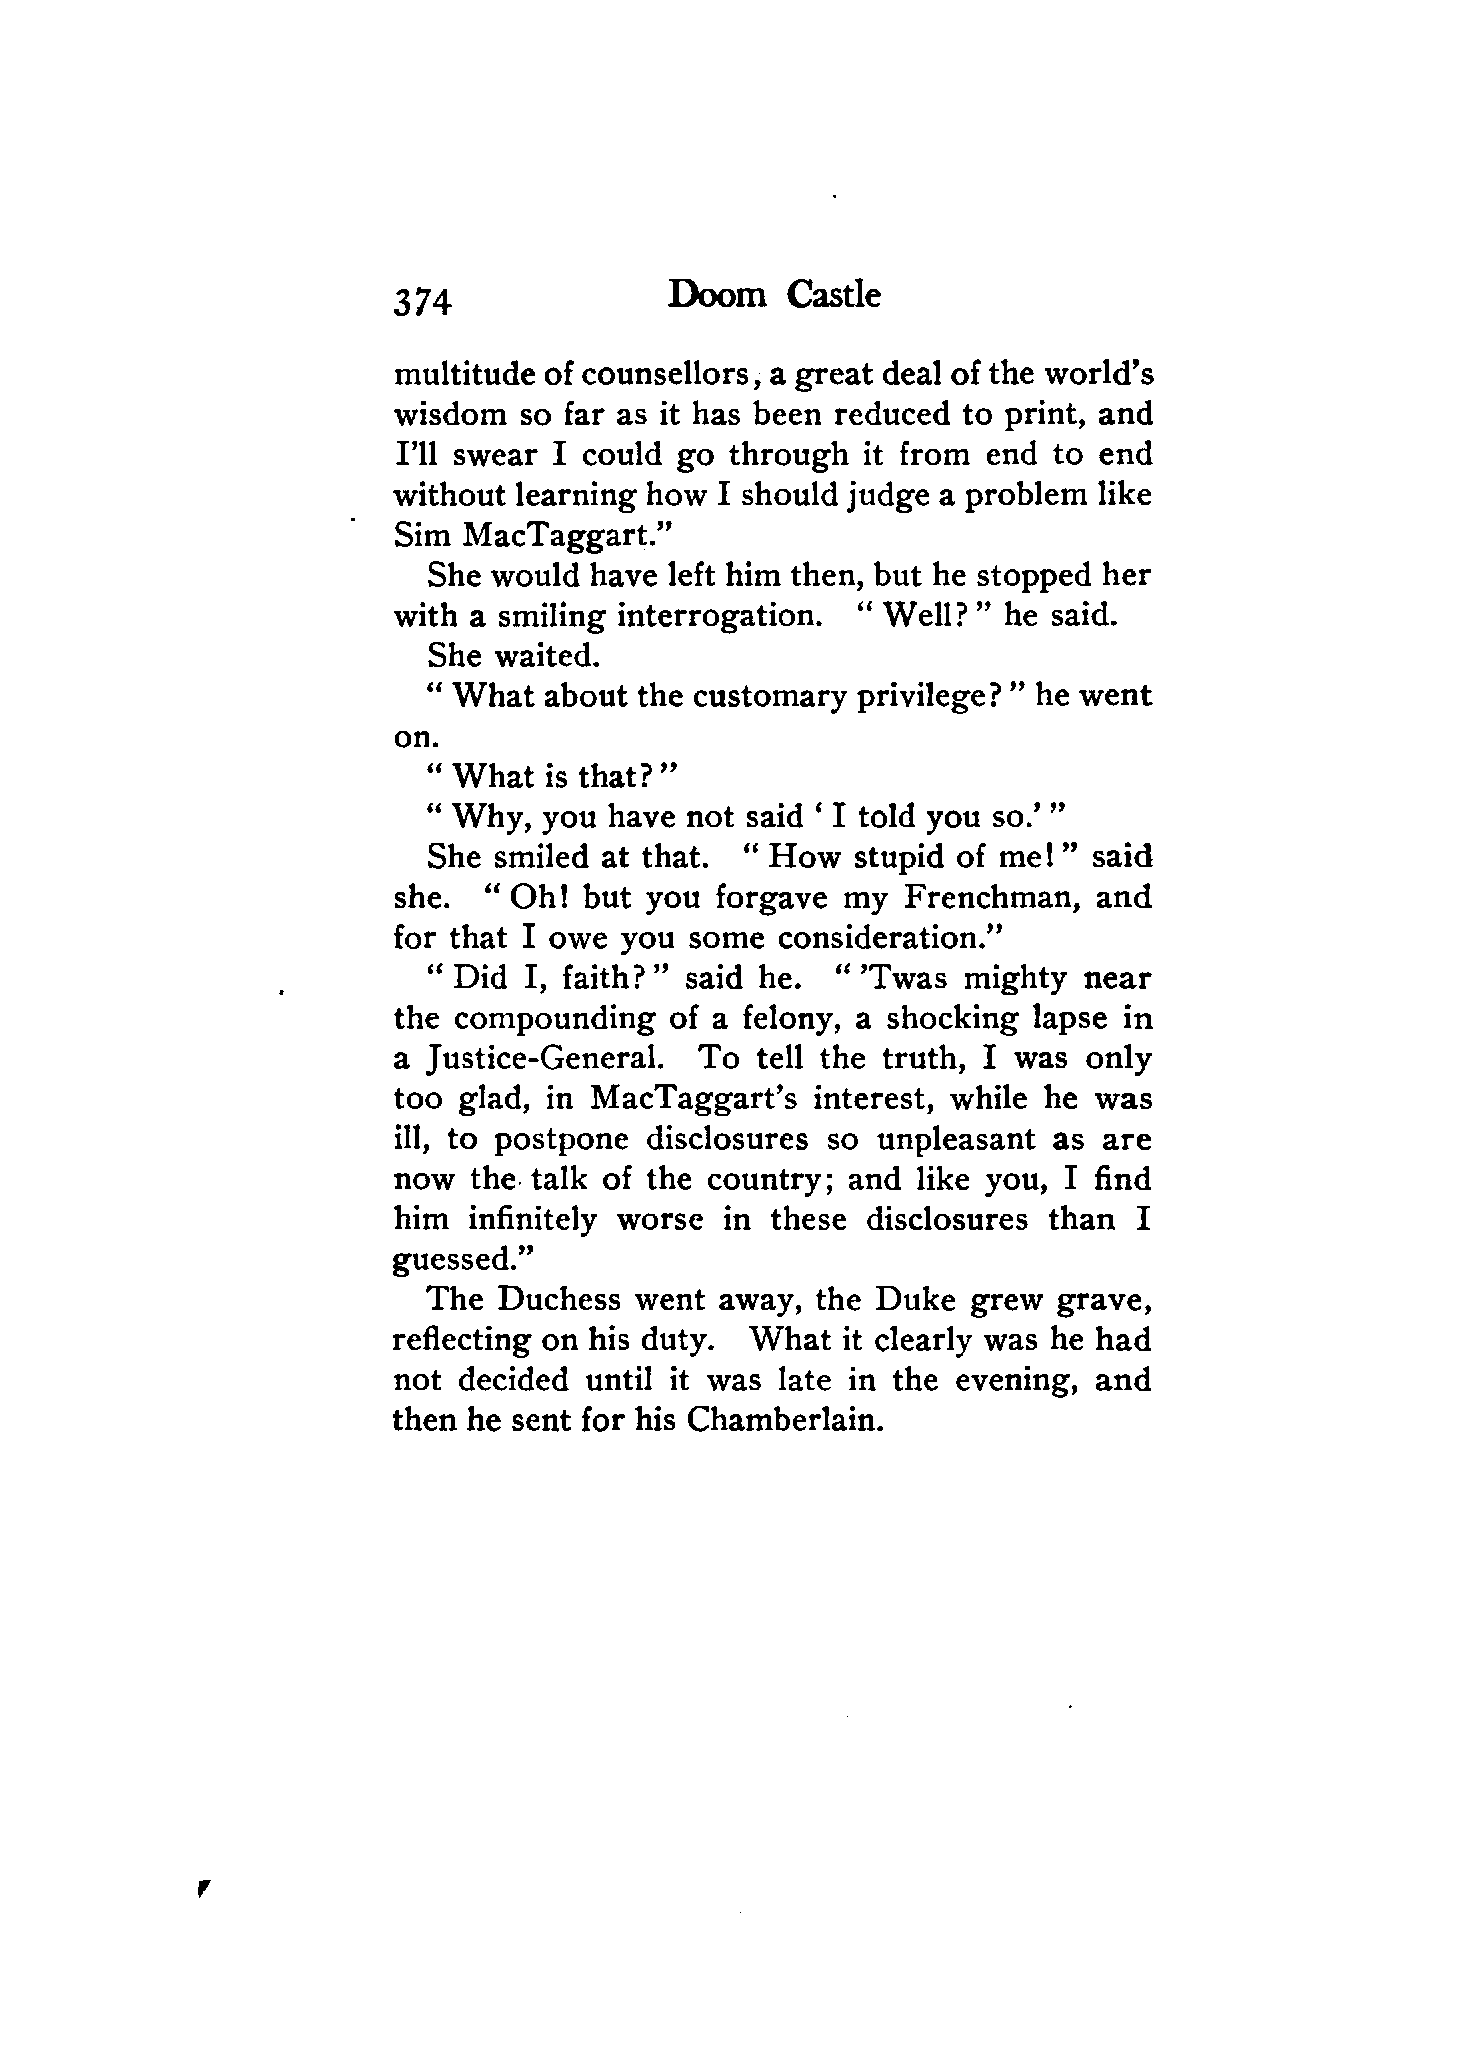 374 Doom Castle
multitude of counsellors, a great deal of the world's
wisdom so far as it has been reduced to print, and
I'll swear I could go through it from end to end
without learning how I should judge a problem like
Sim MacTaggart."
She would have left him then, but he stopped her
with a smiling interrogation. "Well?" he said.
She waited.
"What about the customary privilege?" he went
on.
"What is that?"
"Why, you have not said 'I told you so.'"
She smiled at that. "How stupid of me!" said
she. "Oh! but you forgave my Frenchman, and
for that I owe you some consideration."
"Did I, faith?" said he. "'Twas mighty near
the compounding of a felony, a shocking lapse in
a Justice-General. To tell the truth, I was only
too glad, in MacTaggart's interest, while he was
ill, to postpone disclosures so unpleasant as are
now the talk of the country; and like you, I find
him infinitely worse in these disclosures than I
guessed."
The Duchess went away, the Duke grew grave,
reflecting on his duty. What it clearly was he had
not decided until it was late in the evening, and
then he sent for his Chamberlain.